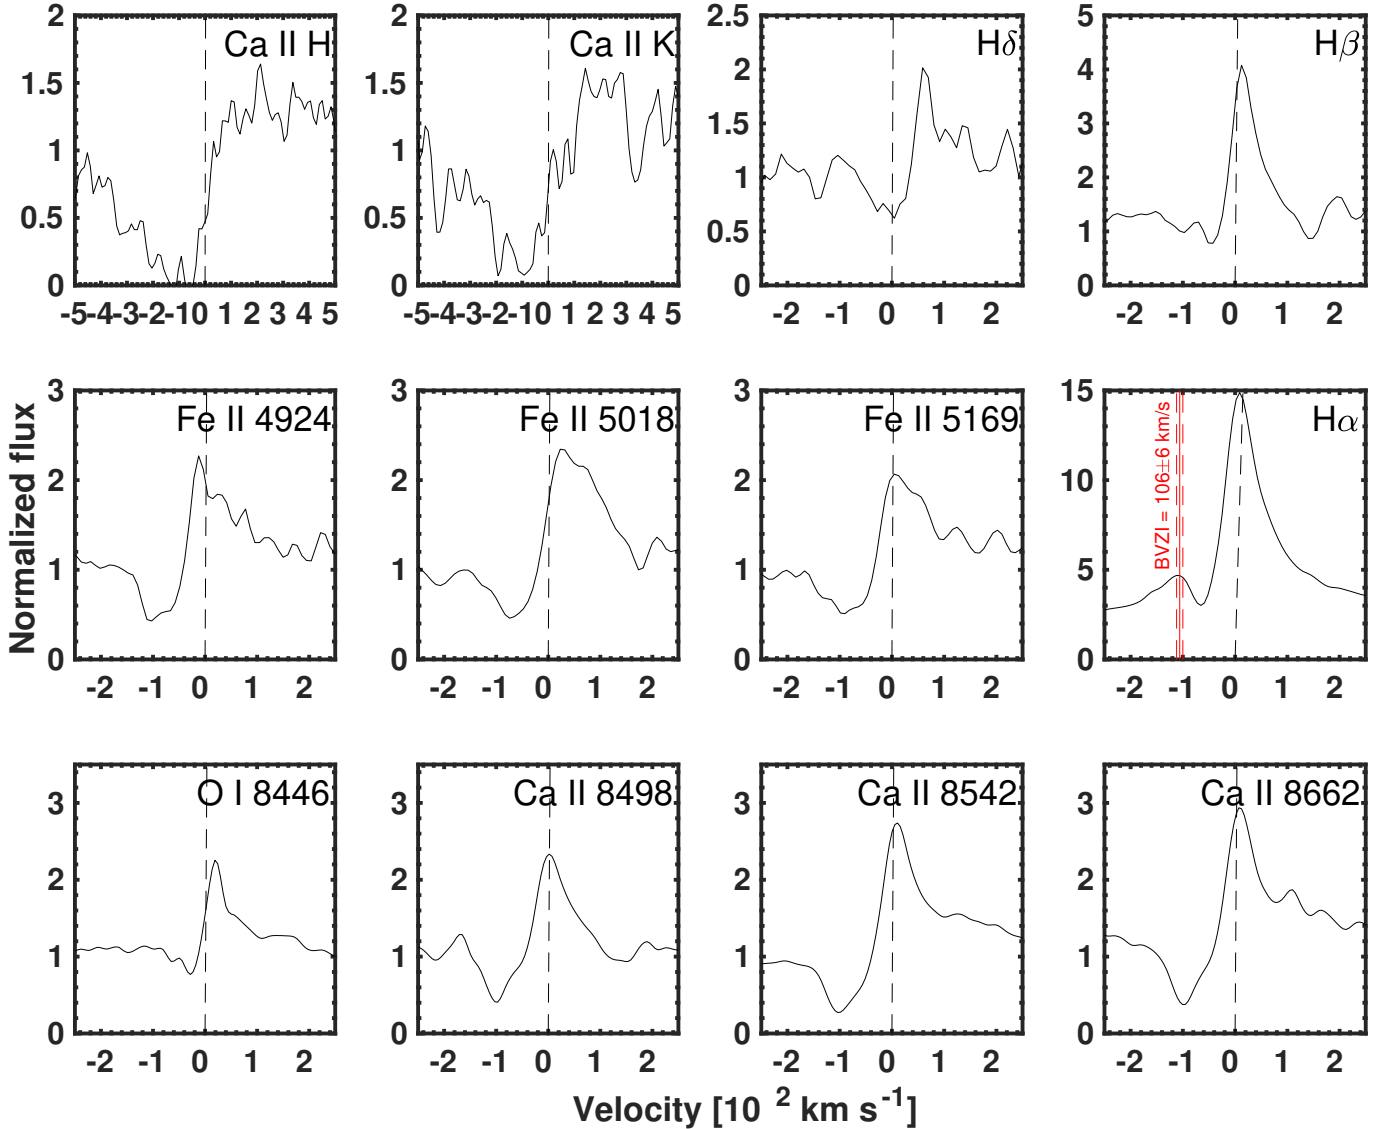 2
1.5
1
0.5
0
Ca II H
-5-4-3-2-10 1 2 3 4 5
2
1.5
1
0.5
0
Ca II K
-5-4-3-2-10 1 2 3 4 5
2.5
2
1.5
1
0.5
0
Hδ
-2 -1 0 1 2
5
4
3
2
1
0
Hβ
-2 -1 0 1 2
Normalized flux
3
2
1
0
Fe II 4924
-2 -1 0 1 2
3
2
1
0
Fe II 5018
-2 -1 0 1 2
3
2
1
0
Fe II 5169
-2 -1 0 1 2
15
10
5
0
BVZI = 106±6 km/s
Hα
-2 -1 0 1 2
3
2
1
0
O I 8446
-2 -1 0 1 2
3
2
1
0
Ca II 8498
-2 -1 0 1 2
3
2
1
0
Ca II 8542
-2 -1 0 1 2
3
2
1
0
Ca II 8662
-2 -1 0 1 2
Velocity [10 ² km s⁻¹]